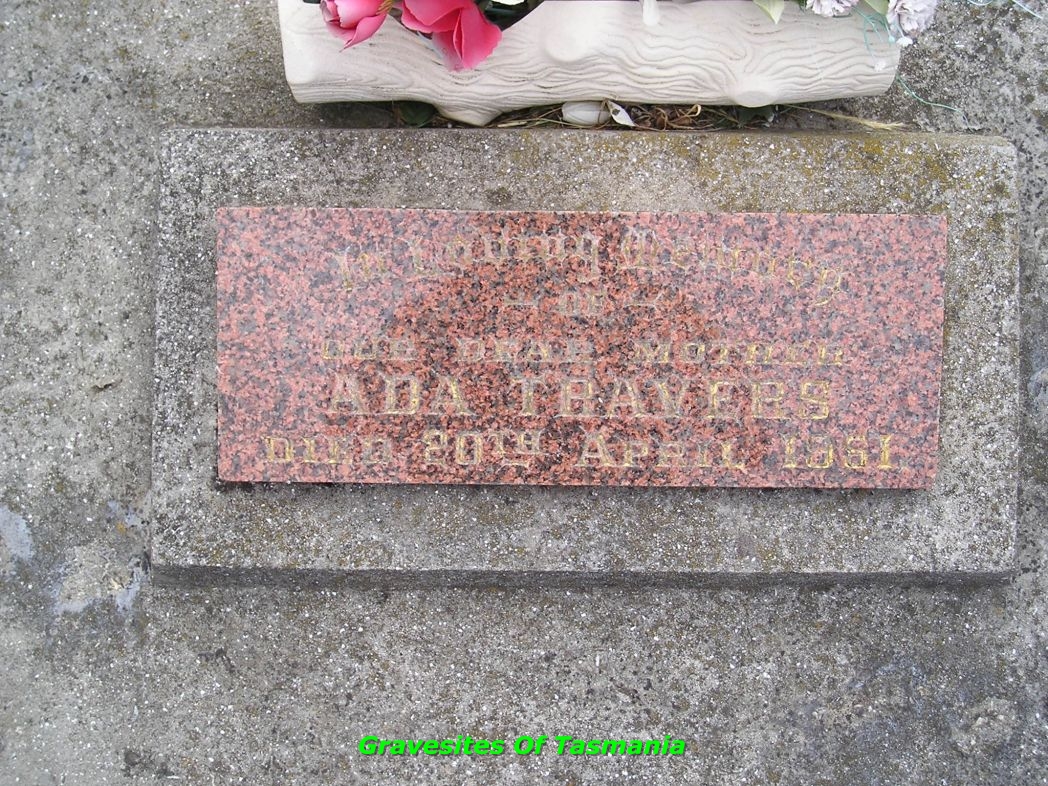 In Loving Memory
— OF —
OUR DEAR MOTHER
ADA TRAVERS
DIED 20TH APRIL 1961.
Gravesites Of Tasmania